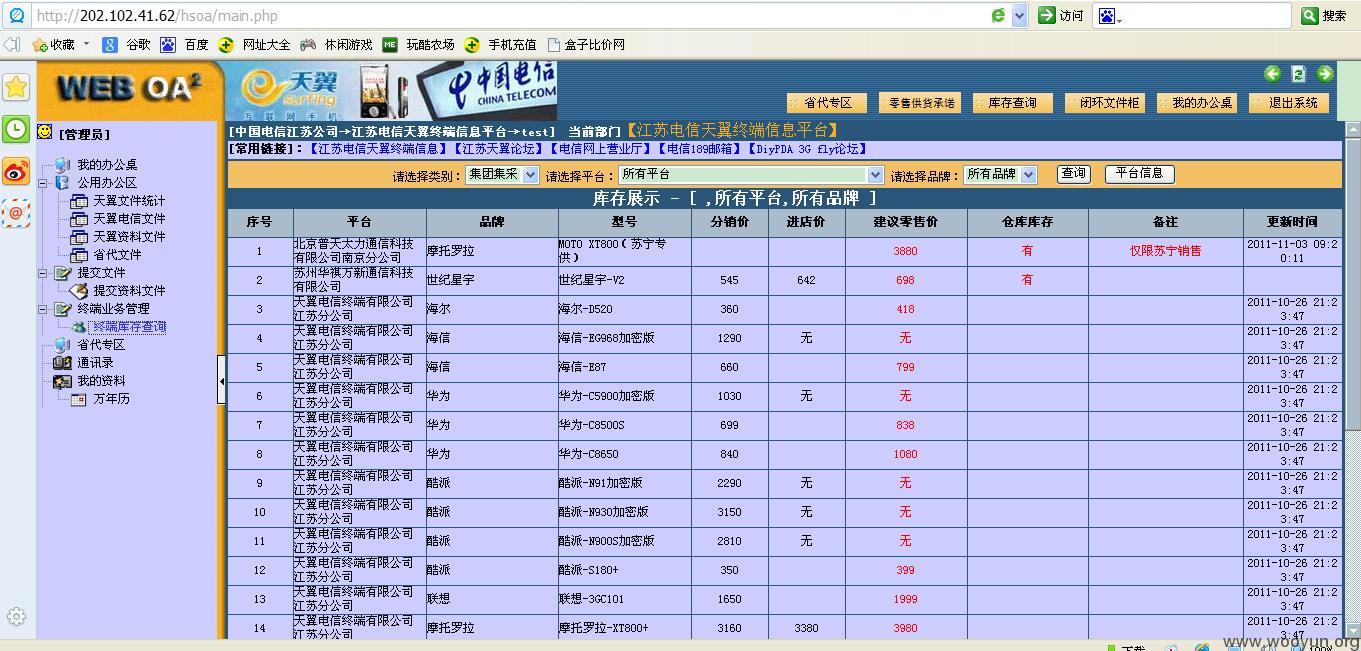 http://202.102.41.62/hsoa/main.php 访问 搜索
收藏 谷歌 百度 网址大全 休闲游戏 玩酷农场 手机充值 盒子比价网
WEB OA² 天翼 surfing 互联网手机 中国电信 CHINA TELECOM
省代专区 零售供货承诺 库存查询 闭环文件柜 我的办公桌 退出系统
[管理员]
我的办公桌
公用办公区
天翼文件统计
天翼电信文件
天翼资料文件
省代文件
提交文件
提交资料文件
终端业务管理
终端库存查询
省代专区
通讯录
我的资料
万年历
[中国电信江苏公司→江苏电信天翼终端信息平台→test] 当前部门【江苏电信天翼终端信息平台】
[常用链接]：【江苏电信天翼终端信息】【江苏天翼论坛】【电信网上营业厅】【电信189邮箱】【DiyPDA 3G fly论坛】
请选择类别：集团集采 请选择平台：所有平台 请选择品牌：所有品牌 查询 平台信息
库存展示 - [ ,所有平台,所有品牌 ]
序号 平台 品牌 型号 分销价 进店价 建议零售价 仓库库存 备注 更新时间
1 北京普天太力通信科技有限公司南京分公司 摩托罗拉 MOTO XT800（苏宁专供） 3880 有 仅限苏宁销售 2011-11-03 09:20:11
2 苏州华祺万新通信科技有限公司 世纪星宇 世纪星宇-V2 545 642 698 有
3 天翼电信终端有限公司江苏分公司 海尔 海尔-D520 360 418 2011-10-26 21:23:47
4 天翼电信终端有限公司江苏分公司 海信 海信-EG968加密版 1290 无 无 2011-10-26 21:23:47
5 天翼电信终端有限公司江苏分公司 海信 海信-E87 660 799 2011-10-26 21:23:47
6 天翼电信终端有限公司江苏分公司 华为 华为-C5900加密版 1030 无 无 2011-10-26 21:23:47
7 天翼电信终端有限公司江苏分公司 华为 华为-C8500S 699 838 2011-10-26 21:23:47
8 天翼电信终端有限公司江苏分公司 华为 华为-C8650 840 1080 2011-10-26 21:23:47
9 天翼电信终端有限公司江苏分公司 酷派 酷派-N91加密版 2290 无 无 2011-10-26 21:23:47
10 天翼电信终端有限公司江苏分公司 酷派 酷派-N930加密版 3150 无 无 2011-10-26 21:23:47
11 天翼电信终端有限公司江苏分公司 酷派 酷派-N900S加密版 2810 无 无 2011-10-26 21:23:47
12 天翼电信终端有限公司江苏分公司 酷派 酷派-S180+ 350 399 2011-10-26 21:23:47
13 天翼电信终端有限公司江苏分公司 联想 联想-3GC101 1650 1999 2011-10-26 21:23:47
14 天翼电信终端有限公司江苏分公司 摩托罗拉 摩托罗拉-XT800+ 3160 3380 3980 2011-10-26 21:23:47
www.wooyun.org